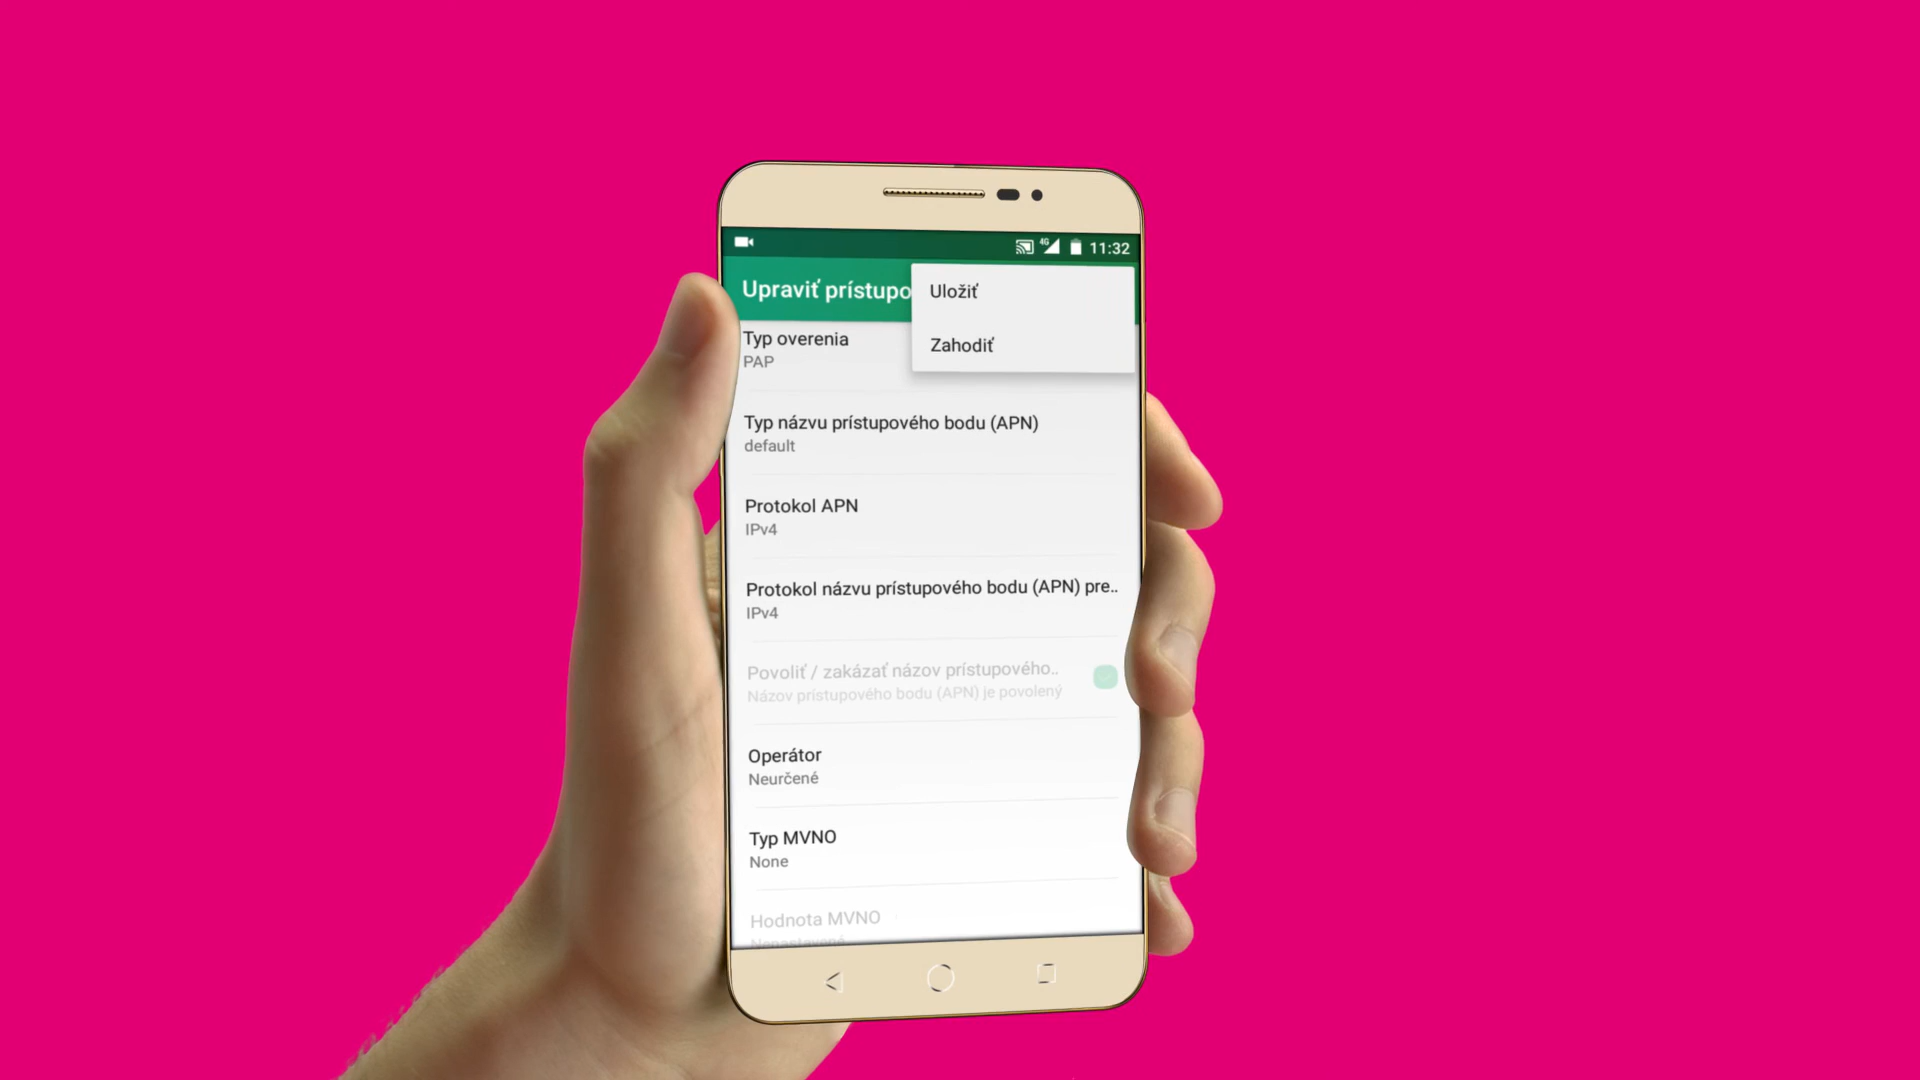 4G 11:32
Upraviť prístupo
Uložiť
Zahodiť
Typ overenia
PAP
Typ názvu prístupového bodu (APN)
default
Protokol APN
IPv4
Protokol názvu prístupového bodu (APN) pre..
IPv4
Povoliť / zakázať názov prístupového..
Názov prístupového bodu (APN) je povolený
Operátor
Neurčené
Typ MVNO
None
Hodnota MVNO